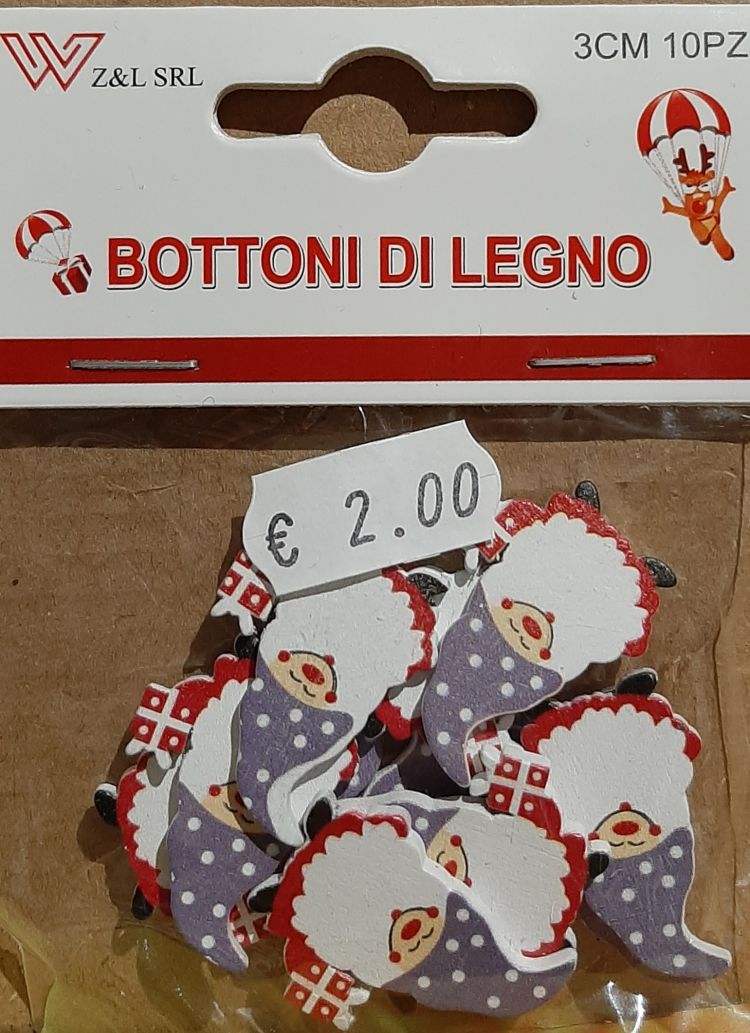 Z&L SRL
3CM 10PZ
BOTTONI DI LEGNO
€ 2.00